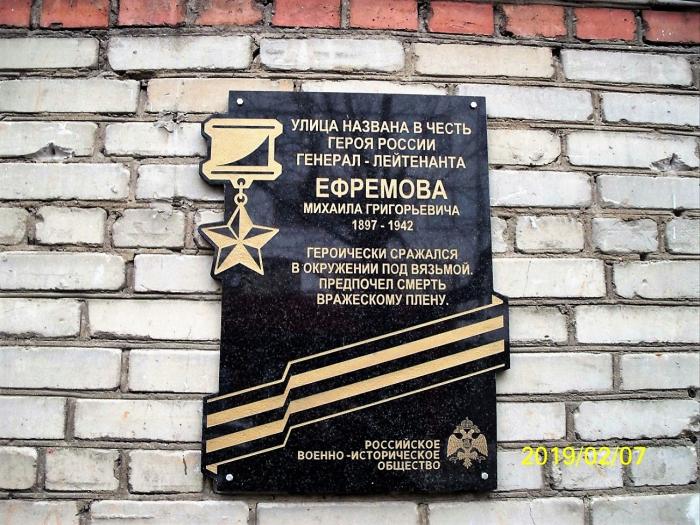 УЛИЦА НАЗВАНА В ЧЕСТЬ
ГЕРОЯ РОССИИ
ГЕНЕРАЛ - ЛЕЙТЕНАНТА
ЕФРЕМОВА
МИХАИЛА ГРИГОРЬЕВИЧА
1897 - 1942
ГЕРОИЧЕСКИ СРАЖАЛСЯ
В ОКРУЖЕНИИ ПОД ВЯЗЬМОЙ.
ПРЕДПОЧЕЛ СМЕРТЬ
ВРАЖЕСКОМУ ПЛЕНУ.
РОССИЙСКОЕ
ВОЕННО -ИСТОРИЧЕСКОЕ
ОБЩЕСТВО
2019/02/07